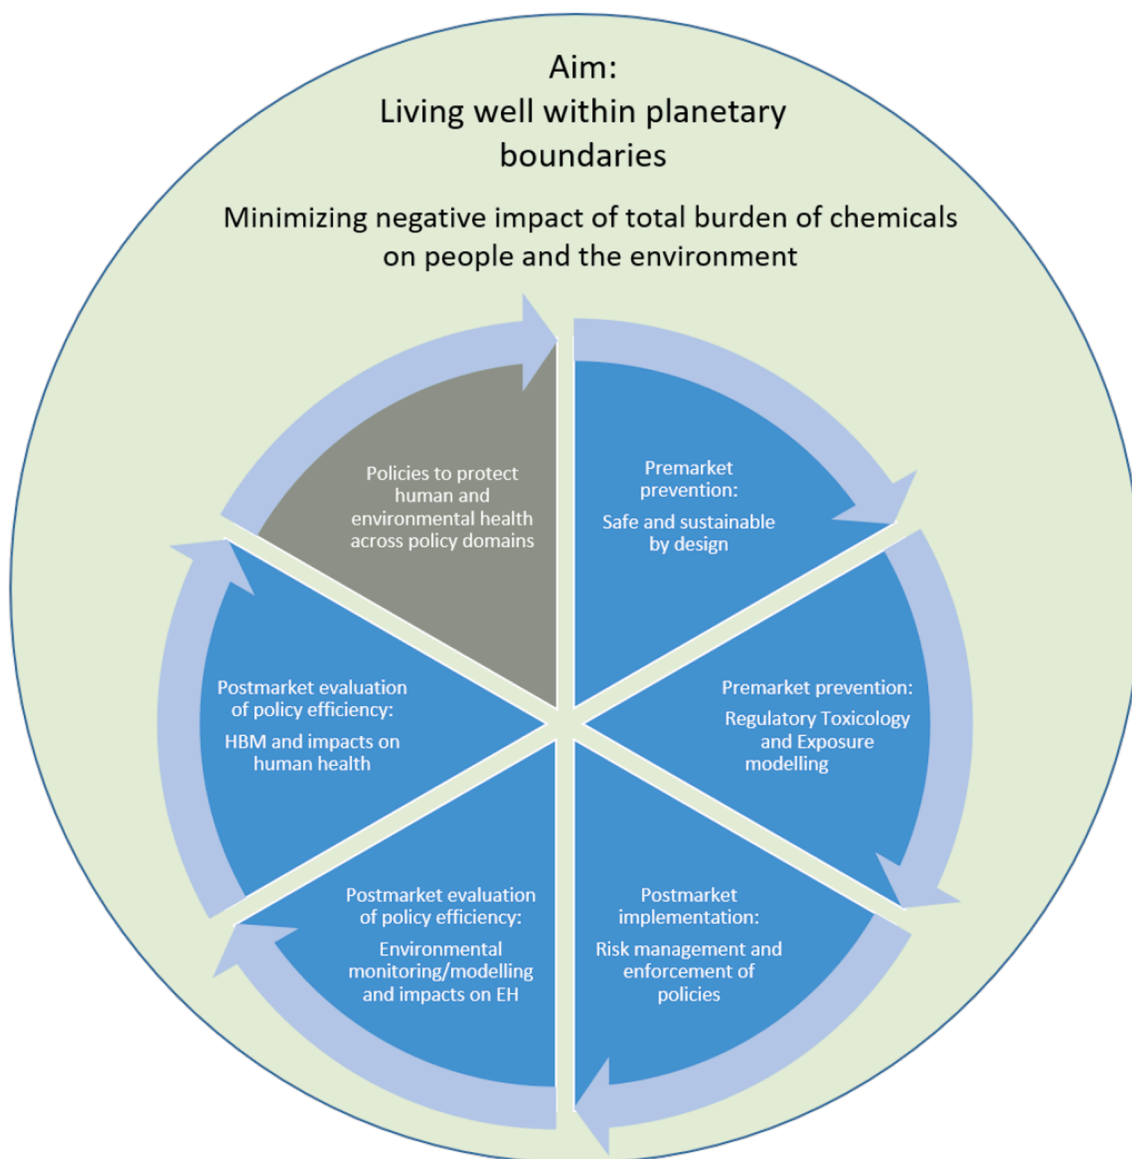 Aim:
Living well within planetary
boundaries
Minimizing negative impact of total burden of chemicals
on people and the environment
Policies to protect
human and
environmental health
across policy domains
Premarket
prevention:
Safe and sustainable
by design
Premarket prevention:
Regulatory Toxicology
and Exposure
modelling
Postmarket
implementation:
Risk management and
enforcement of
policies
Postmarket evaluation
of policy efficiency:
Environmental
monitoring/modelling
and impacts on EH
Postmarket evaluation
of policy efficiency:
HBM and impacts on
human health